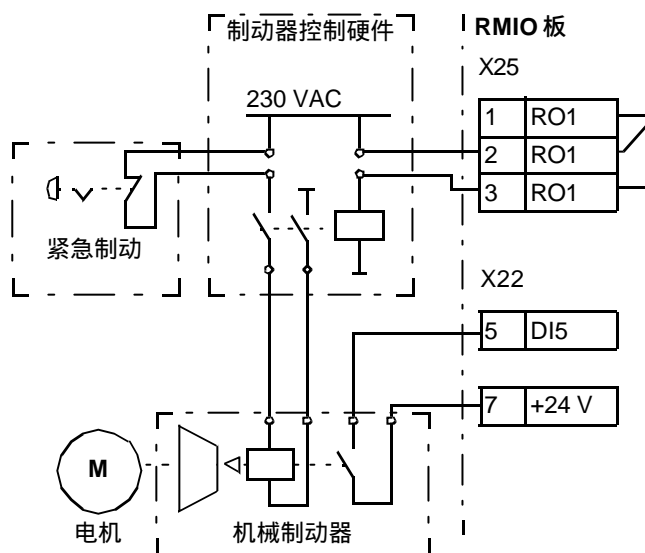 制动器控制硬件
RMIO 板
X25
230 VAC
1 RO1
2 RO1
3 RO1
紧急制动
X22
5 DI5
7 +24 V
M
电机
机械制动器